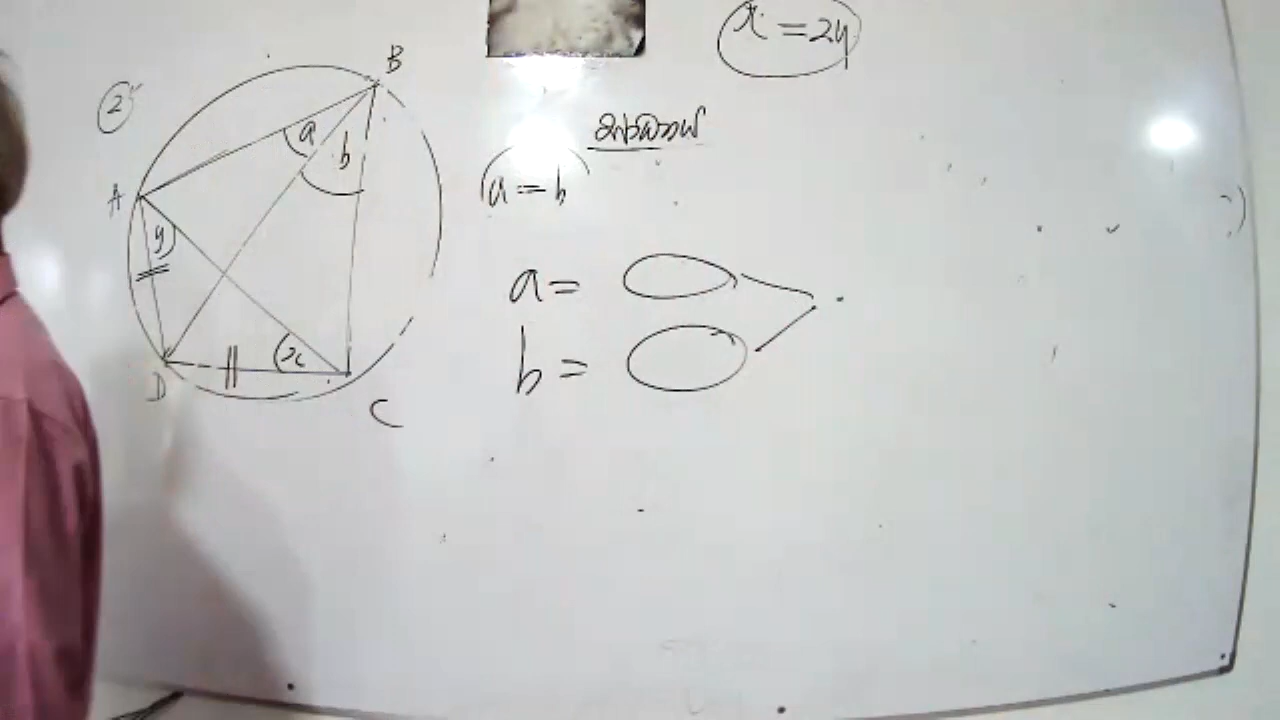 x = 2y
2
B
a
b
A
y
x
D
C
(a = b)
a =
b =